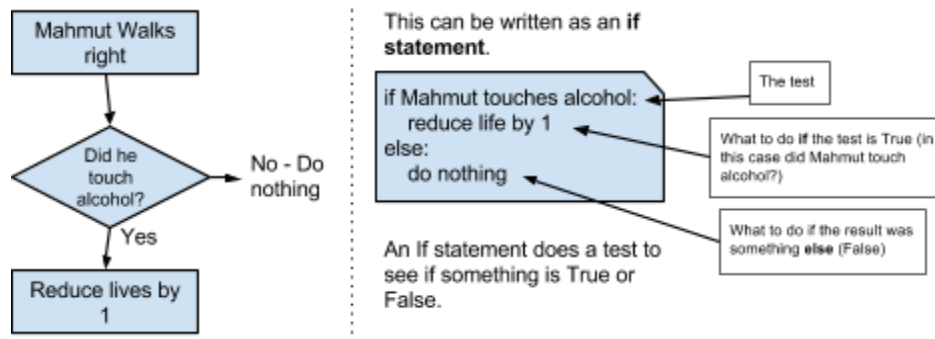 Mahmut Walks
right
Did he
touch
alcohol?
No - Do
nothing
Yes
Reduce lives by
1
This can be written as an if
statement.
if Mahmut touches alcohol:
reduce life by 1
else:
do nothing
The test
What to do if the test is True (in
this case did Mahmut touch
alcohol?)
What to do if the result was
something else (False)
An If statement does a test to
see if something is True or
False.